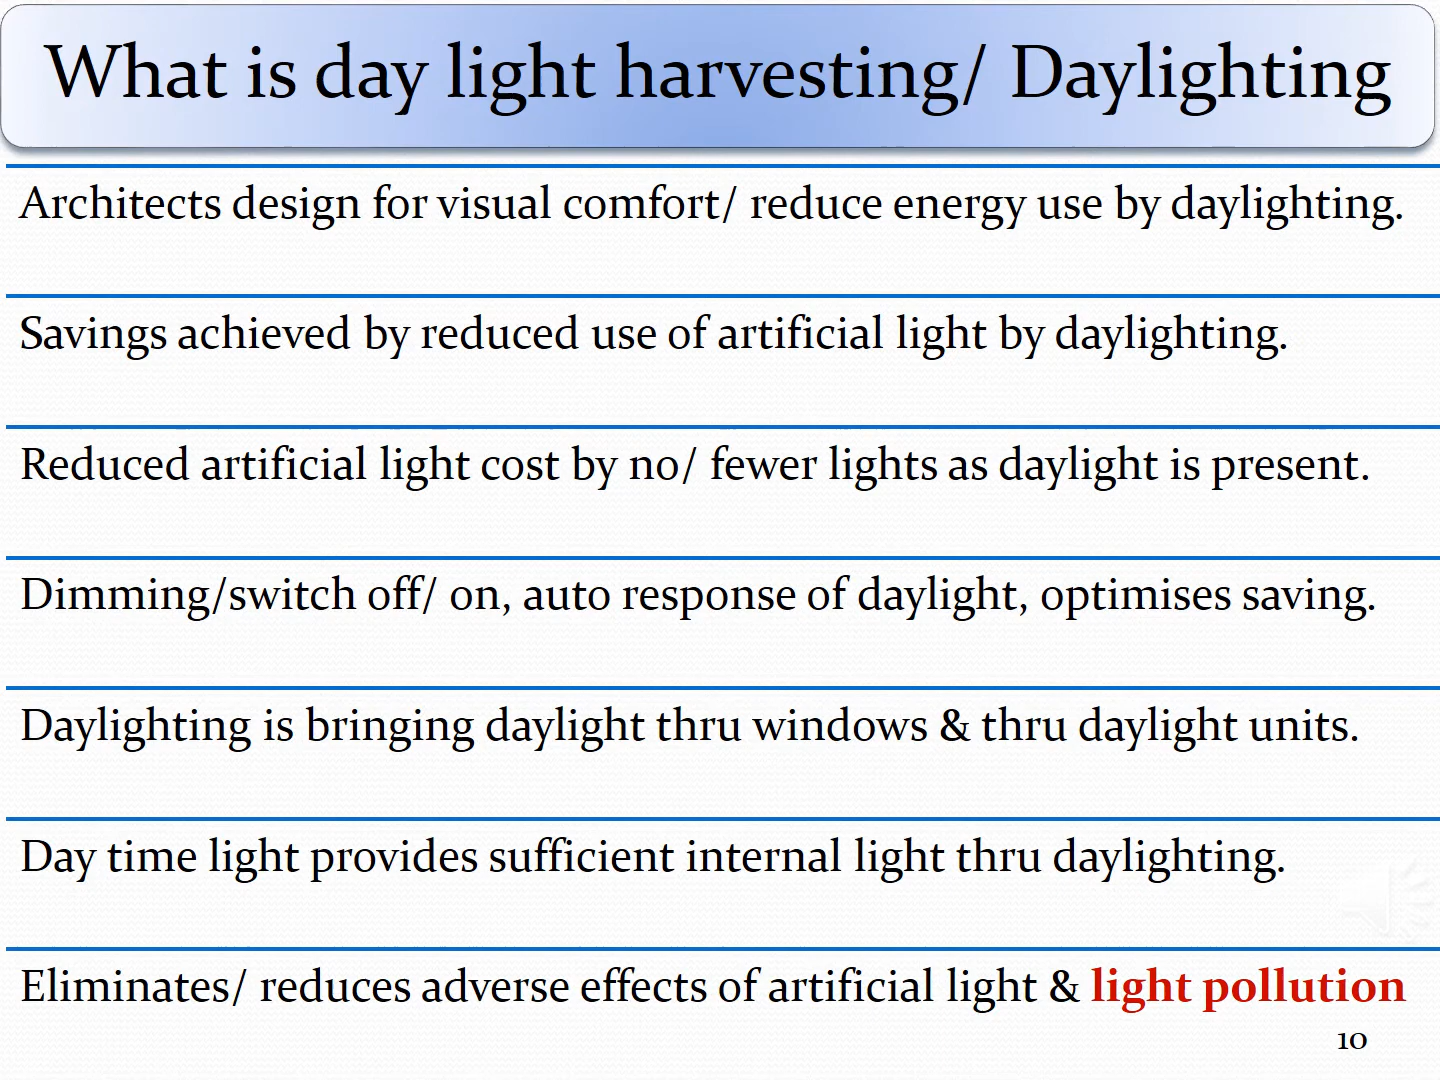 What is day light harvesting/ Daylighting
Architects design for visual comfort/ reduce energy use by daylighting.
Savings achieved by reduced use of artificial light by daylighting.
Reduced artificial light cost by no/ fewer lights as daylight is present.
Dimming/switch off/ on, auto response of daylight, optimises saving.
Daylighting is bringing daylight thru windows & thru daylight units.
Day time light provides sufficient internal light thru daylighting.
Eliminates/ reduces adverse effects of artificial light & light pollution
10